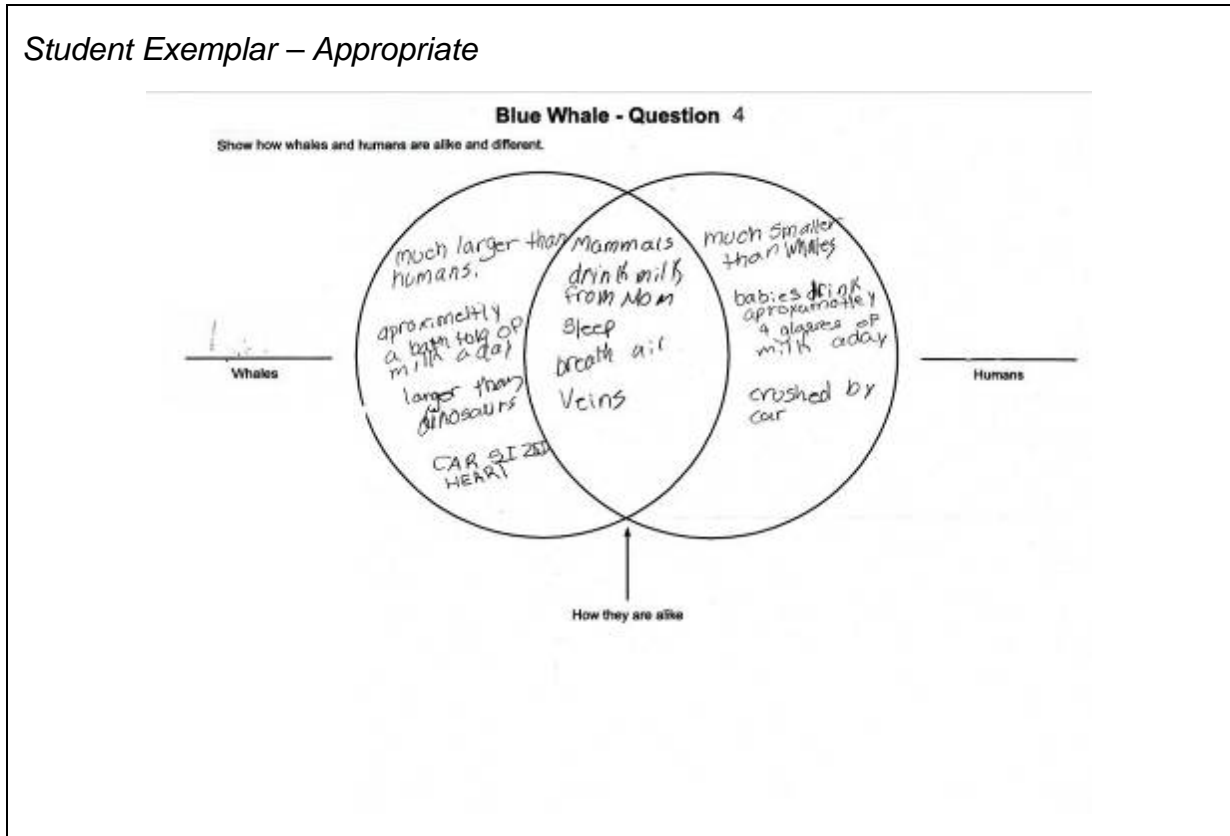 Student Exemplar – Appropriate
Blue Whale - Question 4
Show how whales and humans are alike and different.
much larger than
humans.
aproximeltly
a bath tubg of
milk a day
larger than
dinosaurs
CAR SIZED
HEART
Mammals
drink milk
from Mom
Sleep
breath air
Veins
much smaller
than whales
babies drink
aproxumatley
4 glasses of
milk a day
crushed by
car
Whales
Humans
How they are alike